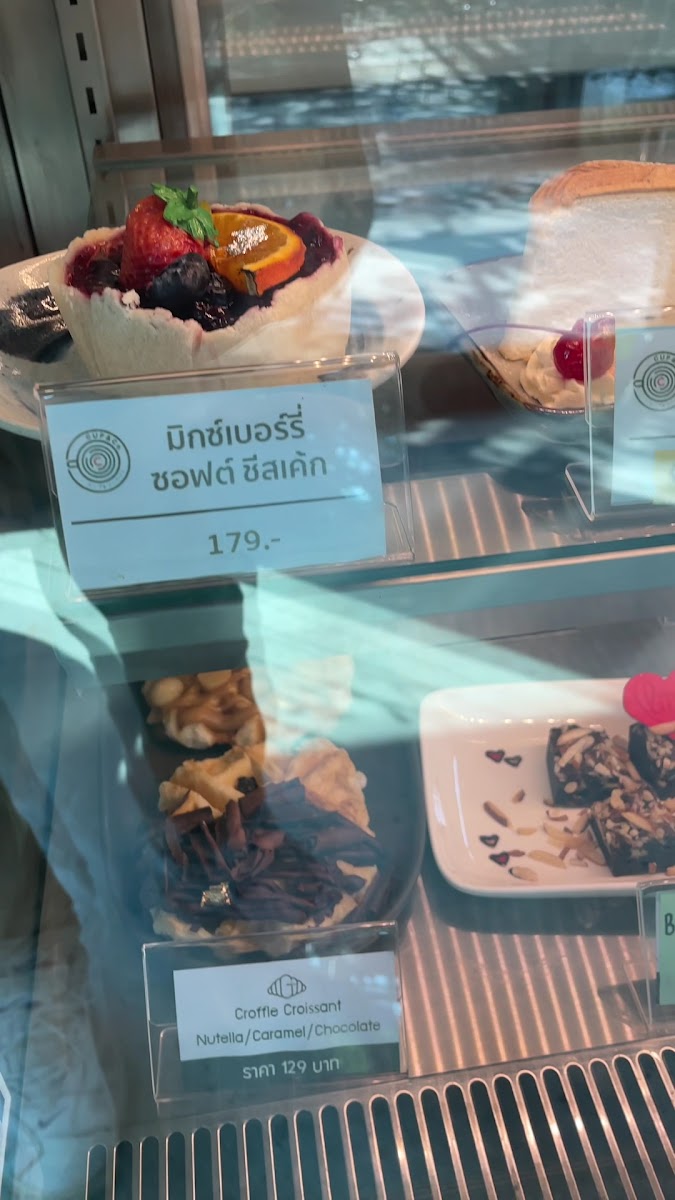 CUPACA
มิกซ์เบอร์รี่
ซอฟต์ ชีสเค้ก
179.-
Croffle Croissant
Nutella/Caramel/Chocolate
ราคา 129 บาท